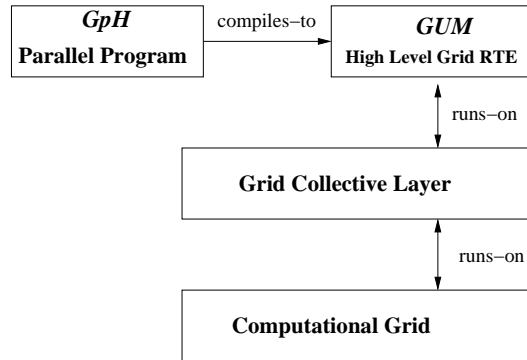 GpH
Parallel Program
compiles−to
GUM
High Level Grid RTE
runs−on
Grid Collective Layer
runs−on
Computational Grid